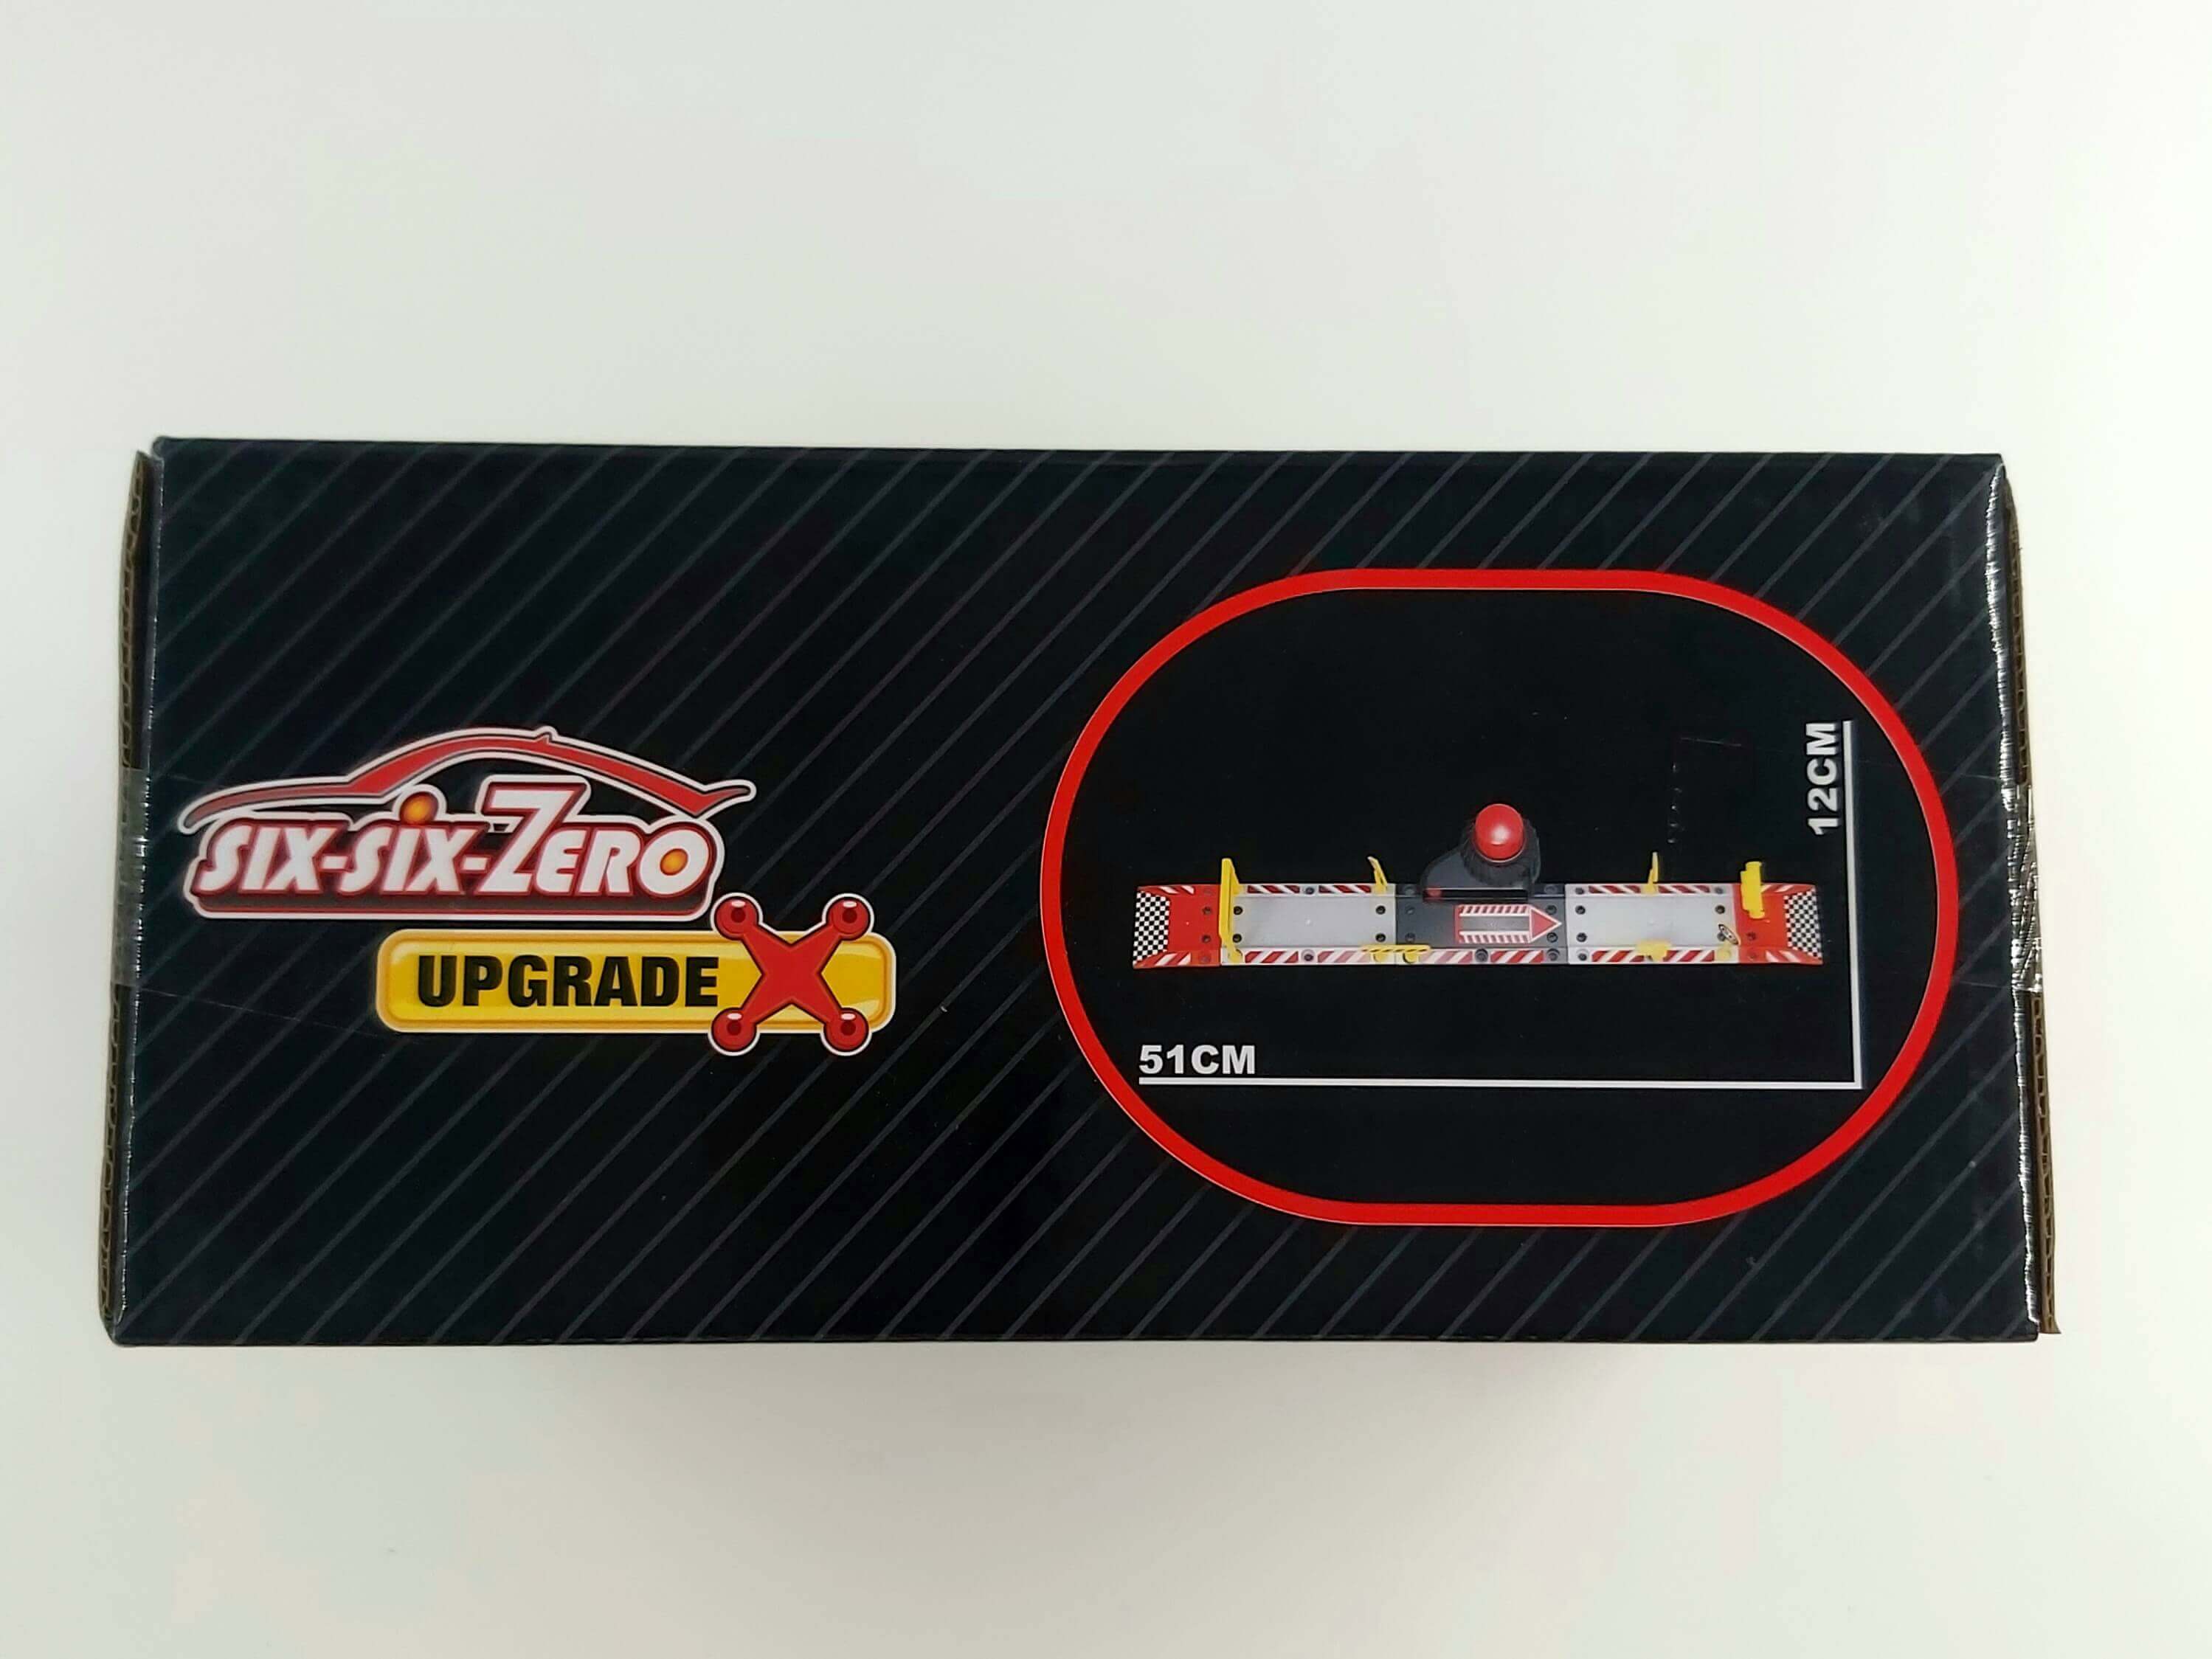 SIX-SIX-ZERO
UPGRADE X
12CM
51CM